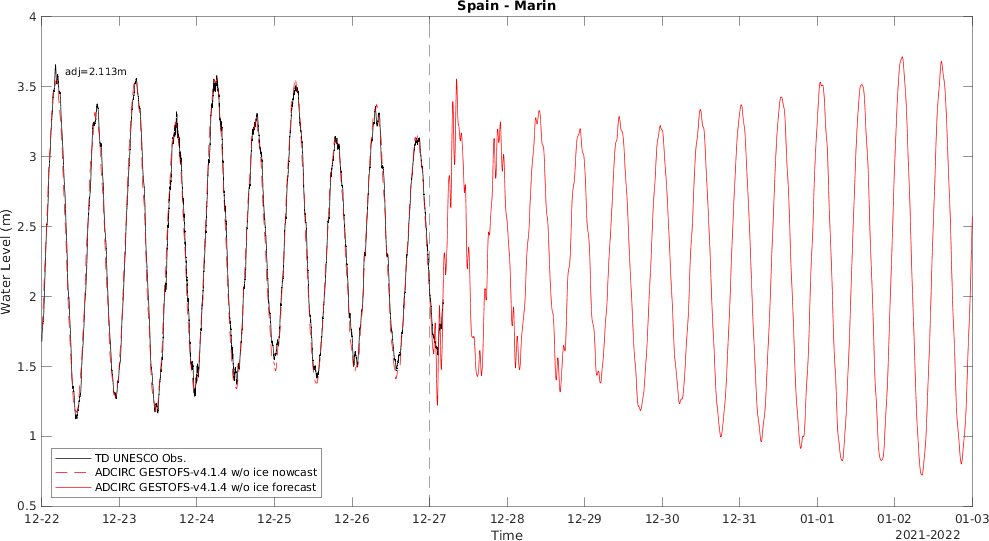 Spain - Marin
4
3.5
3
2.5
2
1.5
1
0.5
Water Level (m)
adj=2.113m
TD UNESCO Obs.
ADCIRC GESTOFS-v4.1.4 w/o ice nowcast
ADCIRC GESTOFS-v4.1.4 w/o ice forecast
12-22 12-23 12-24 12-25 12-26 12-27 12-28 12-29 12-30 12-31 01-01 01-02 01-03
Time
2021-2022